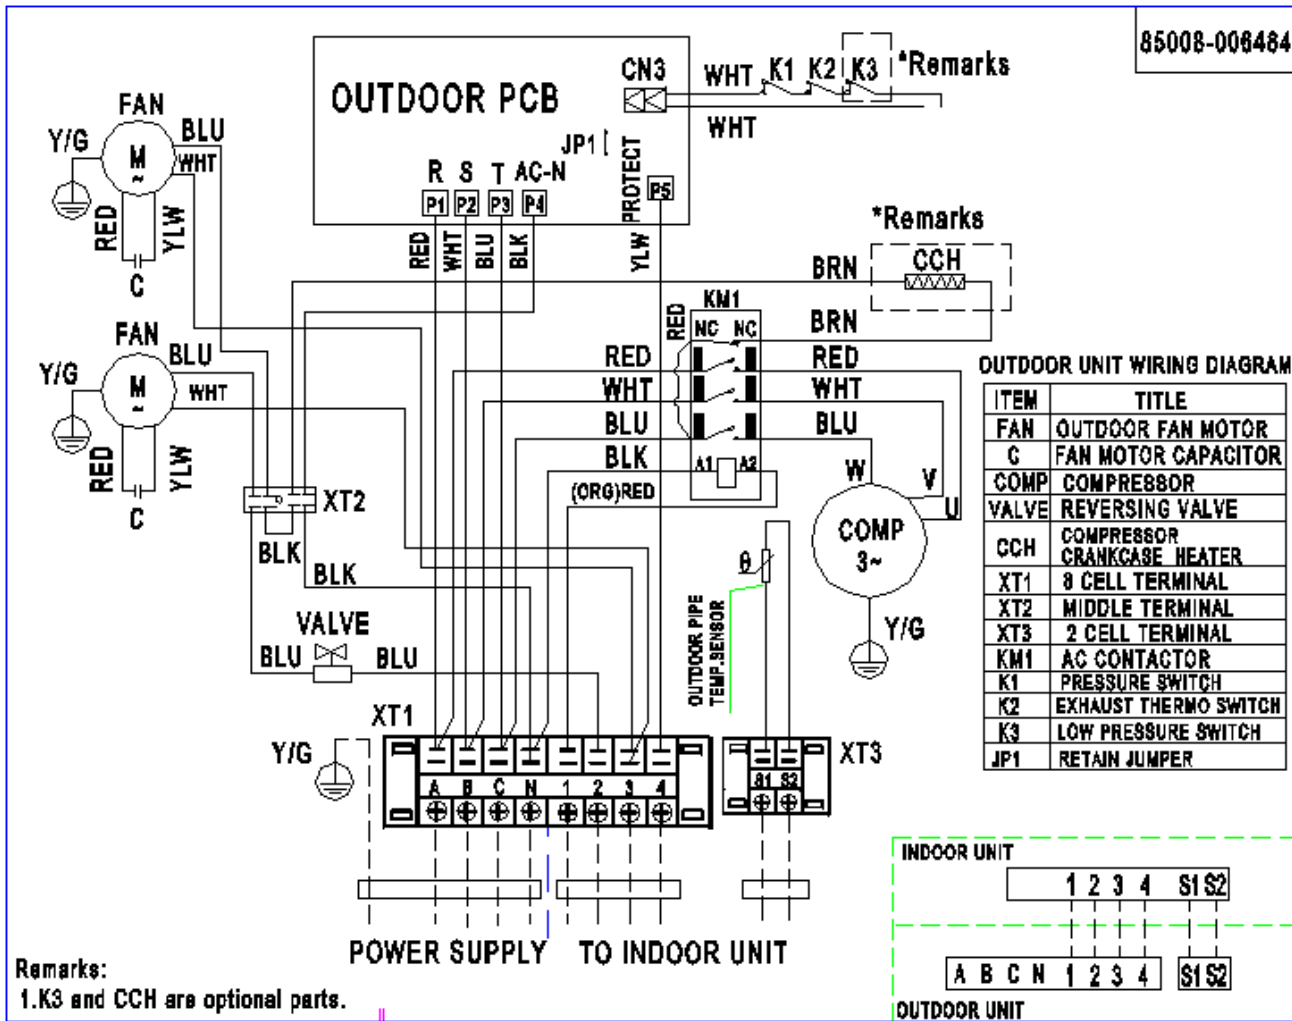 85008-006484
OUTDOOR PCB
CN3
WHT K1 K2 K3 *Remarks
WHT
JP1
PROTECT
R S T AC-N
P1 P2 P3 P4 P5
RED WHT BLU BLK YLW
FAN
Y/G BLU
M WHT
~
RED YLW
C
FAN
Y/G BLU
M WHT
~
RED YLW
C
*Remarks
BRN CCH
KM1
RED NC NC BRN
RED RED
WHT WHT
BLU BLU
BLK A1 A2
(ORG)RED
W V U
COMP
3~
Y/G
XT2
BLK
BLK
VALVE
BLU BLU
θ
OUTDOOR PIPE
TEMP.SENSOR
XT1
Y/G
A B C N 1 2 3 4
S1 S2
XT3
POWER SUPPLY TO INDOOR UNIT
OUTDOOR UNIT WIRING DIAGRAM
ITEM TITLE
FAN OUTDOOR FAN MOTOR
C FAN MOTOR CAPACITOR
COMP COMPRESSOR
VALVE REVERSING VALVE
CCH COMPRESSOR
CRANKCASE HEATER
XT1 8 CELL TERMINAL
XT2 MIDDLE TERMINAL
XT3 2 CELL TERMINAL
KM1 AC CONTACTOR
K1 PRESSURE SWITCH
K2 EXHAUST THERMO SWITCH
K3 LOW PRESSURE SWITCH
JP1 RETAIN JUMPER
INDOOR UNIT
1 2 3 4 S1 S2
A B C N 1 2 3 4 S1 S2
OUTDOOR UNIT
Remarks:
1.K3 and CCH are optional parts.